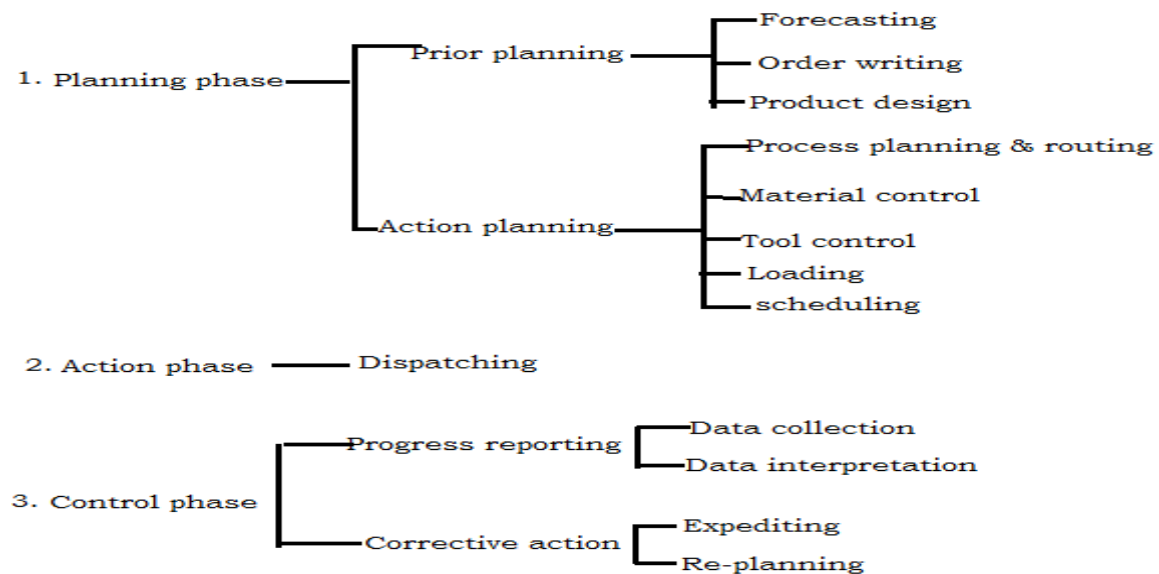 Forecasting
Prior planning
Order writing
1. Planning phase
Product design
Process planning & routing
Material control
Action planning
Tool control
Loading
scheduling
2. Action phase
Dispatching
Progress reporting
Data collection
Data interpretation
3. Control phase
Corrective action
Expediting
Re-planning